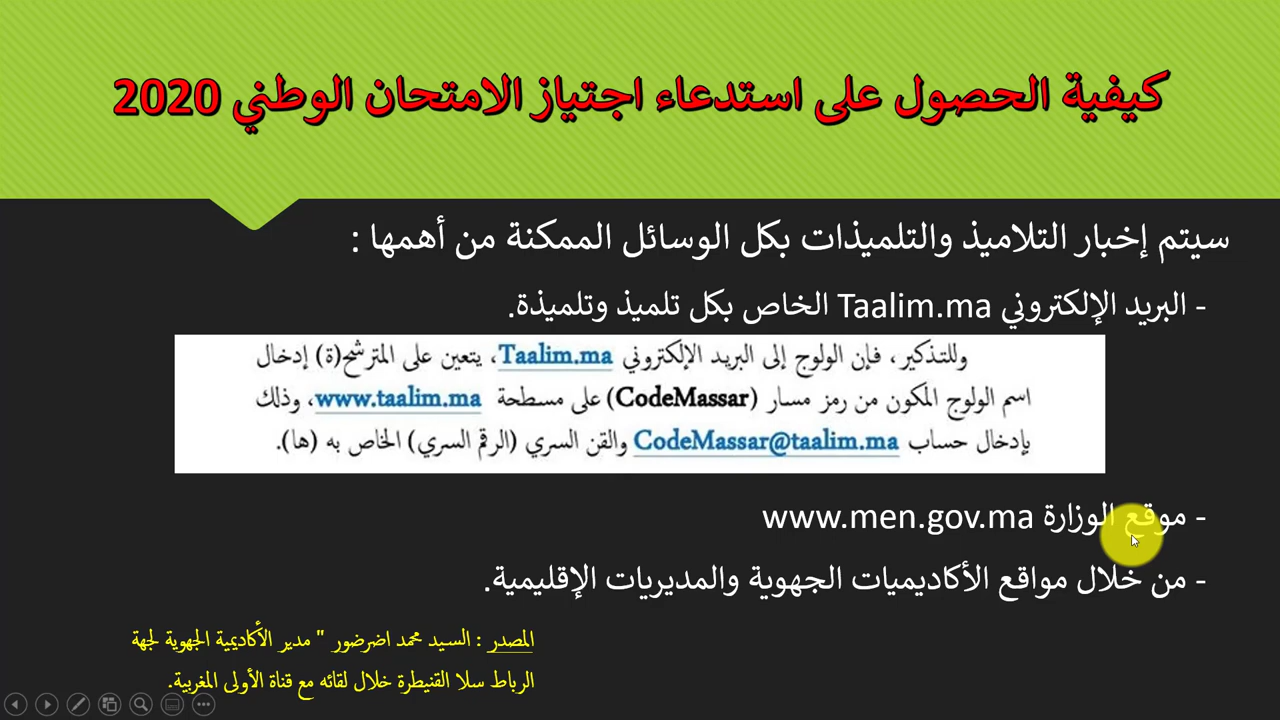 كيفية الحصول على استدعاء اجتياز الامتحان الوطني 2020
سيتم إخبار التلاميذ والتلميذات بكل الوسائل الممكنة من أهمها :
- البريد الإلكتروني Taalim.ma الخاص بكل تلميذ وتلميذة.
وللتذكير، فإن الولوج إلى البريد الإلكتروني Taalim.ma، يتعين على المترشح(ة) إدخال
اسم الولوج المكون من رمز مسار (CodeMassar) على مسطحة www.taalim.ma، وذلك
بإدخال حساب CodeMassar@taalim.ma والقن السري (الرقم السري) الخاص به (ها).
- موقع الوزارة www.men.gov.ma
- من خلال مواقع الأكاديميات الجهوية والمديريات الإقليمية.
المصدر : السيد محمد اضرضور " مدير الأكاديمية الجهوية لجهة
الرباط سلا القنيطرة خلال لقائه مع قناة الأولى المغربية.